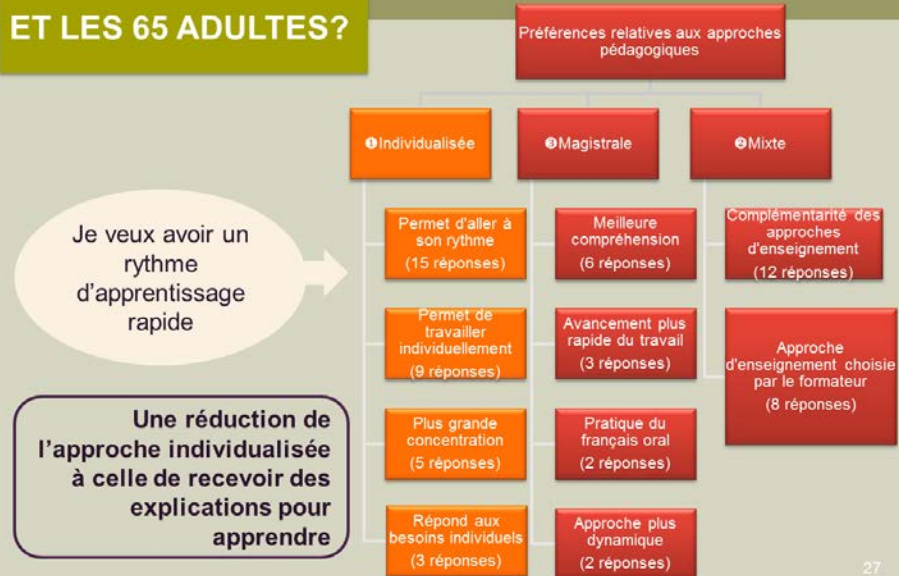 ET LES 65 ADULTES?
Préférences relatives aux approches
pédagogiques
❶Individualisée
❸Magistrale
❷Mixte
Je veux avoir un
rythme
d'apprentissage
rapide
Permet d'aller à
son rythme
(15 réponses)
Permet de
travailler
individuellement
(9 réponses)
Plus grande
concentration
(5 réponses)
Répond aux
besoins individuels
(3 réponses)
Meilleure
compréhension
(6 réponses)
Avancement plus
rapide du travail
(3 réponses)
Pratique du
français oral
(2 réponses)
Approche plus
dynamique
(2 réponses)
Complémentarité des
approches
d'enseignement
(12 réponses)
Approche
d'enseignement choisie
par le formateur
(8 réponses)
Une réduction de
l'approche individualisée
à celle de recevoir des
explications pour
apprendre
27